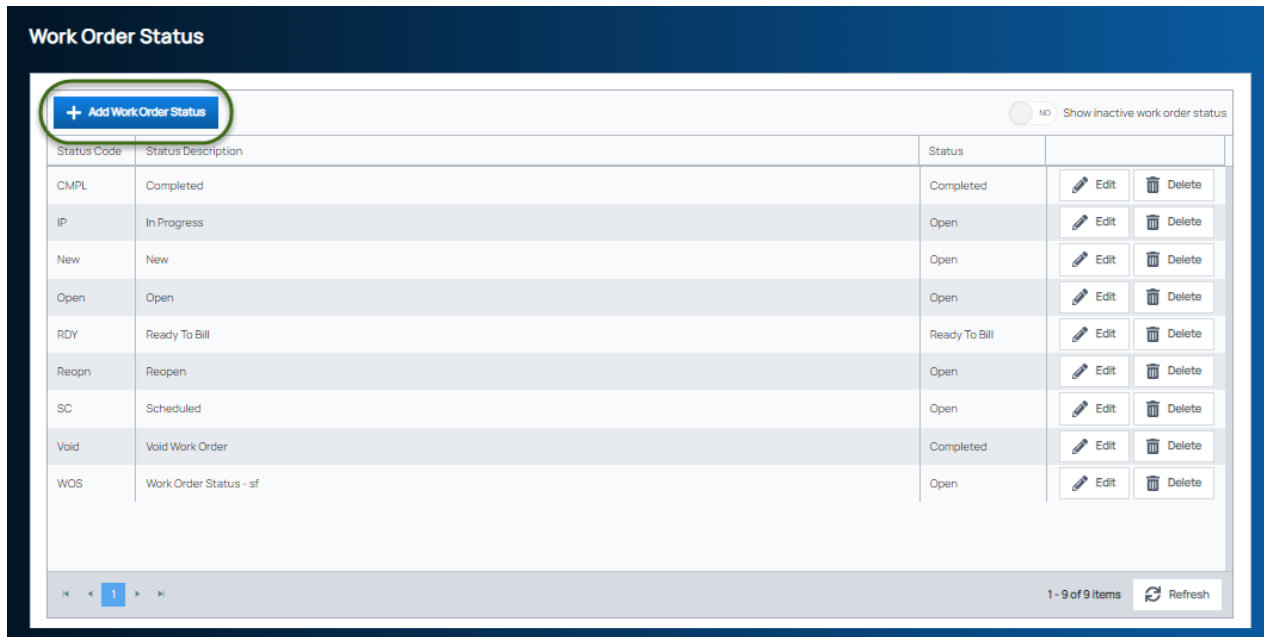 Work Order Status
Add Work Order Status NO Show inactive work order status
Status Code Status Description Status
CMPL Completed Completed Edit Delete
IP In Progress Open Edit Delete
New New Open Edit Delete
Open Open Open Edit Delete
RDY Ready To Bill Ready To Bill Edit Delete
Reopn Reopen Open Edit Delete
SC Scheduled Open Edit Delete
Void Void Work Order Completed Edit Delete
WOS Work Order Status - sf Open Edit Delete
1 1 - 9 of 9 items Refresh